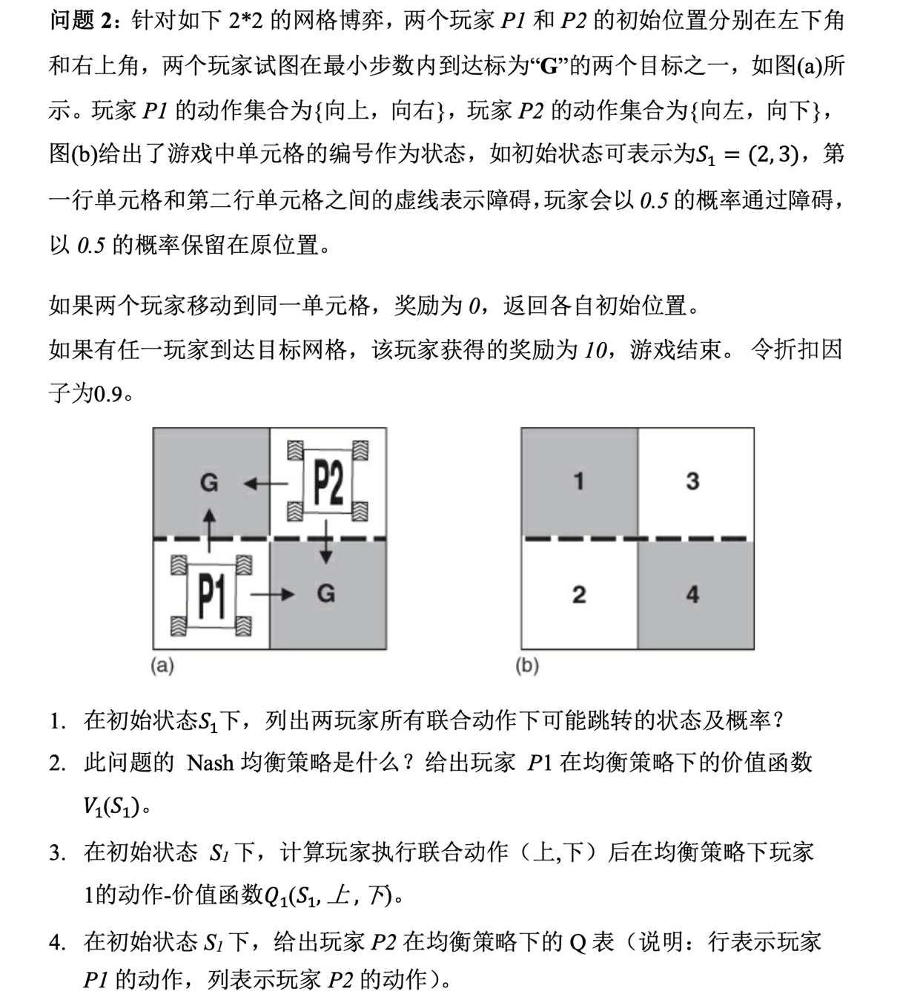 问题 2：针对如下 2*2 的网格博弈，两个玩家 P1 和 P2 的初始位置分别在左下角
和右上角，两个玩家试图在最小步数内到达标为“G”的两个目标之一，如图(a)所
示。玩家 P1 的动作集合为{向上，向右}，玩家 P2 的动作集合为{向左，向下}，
图(b)给出了游戏中单元格的编号作为状态，如初始状态可表示为S₁ = (2,3)，第
一行单元格和第二行单元格之间的虚线表示障碍，玩家会以 0.5 的概率通过障碍，
以 0.5 的概率保留在原位置。
如果两个玩家移动到同一单元格，奖励为 0，返回各自初始位置。
如果有任一玩家到达目标网格，该玩家获得的奖励为 10，游戏结束。 令折扣因
子为0.9。
G
P2
P1
G
(a)
1
3
2
4
(b)
1. 在初始状态S₁下，列出两玩家所有联合动作下可能跳转的状态及概率？
2. 此问题的 Nash 均衡策略是什么？给出玩家 P1 在均衡策略下的价值函数
V₁(S₁)。
3. 在初始状态 S₁ 下，计算玩家执行联合动作（上,下）后在均衡策略下玩家
1的动作-价值函数Q₁(S₁, 上, 下)。
4. 在初始状态 S₁ 下，给出玩家 P2 在均衡策略下的 Q 表（说明：行表示玩家
P1 的动作，列表示玩家 P2 的动作）。